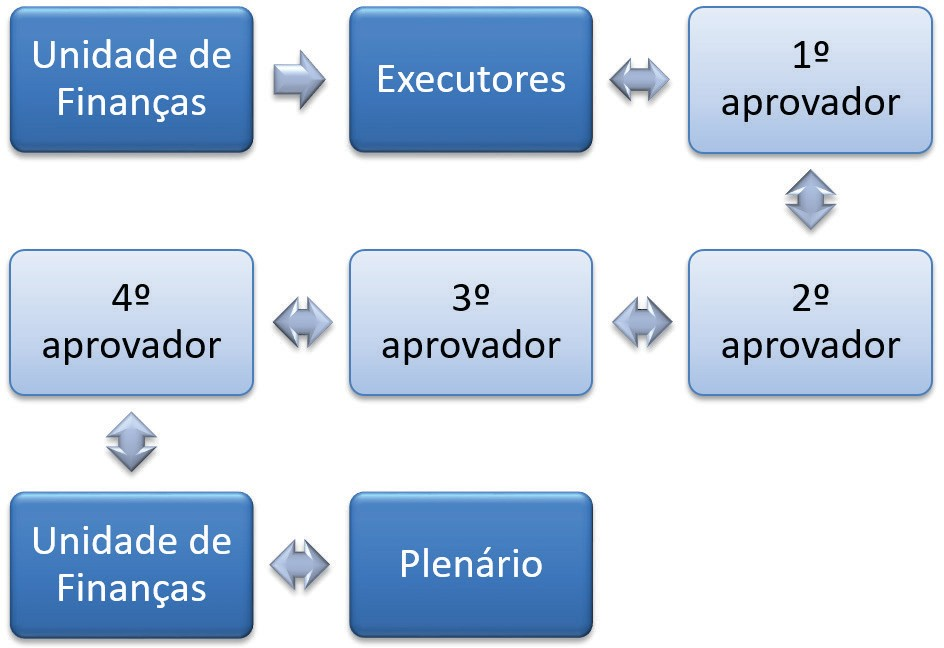 Unidade de
Finanças
Executores
1º
aprovador
4º
aprovador
3º
aprovador
2º
aprovador
Unidade de
Finanças
Plenário